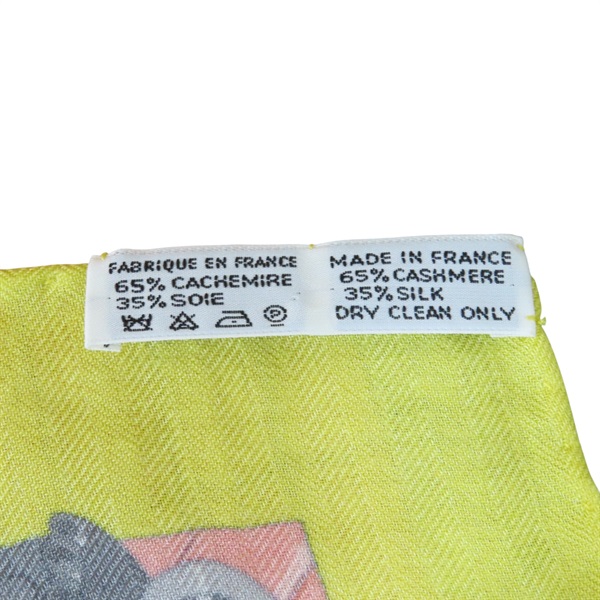 FABRIQUE EN FRANCE
65% CACHEMIRE
35% SOIE
MADE IN FRANCE
65% CASHMERE
35% SILK
DRY CLEAN ONLY